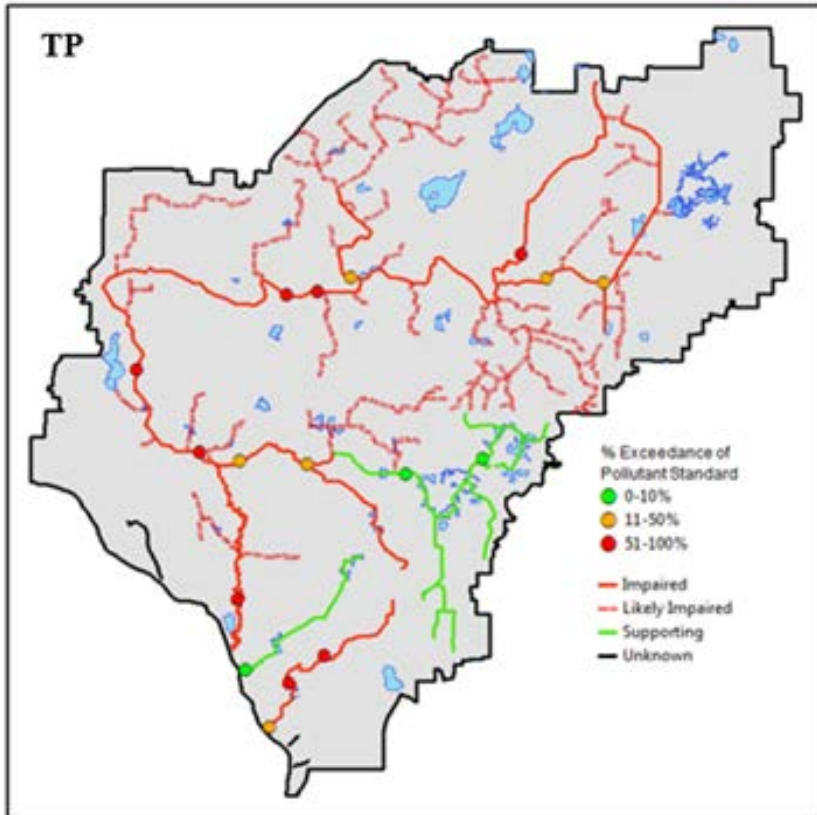 TP
% Exceedance of
Pollutant Standard
0-10%
11-50%
51-100%
Impaired
Likely Impaired
Supporting
Unknown